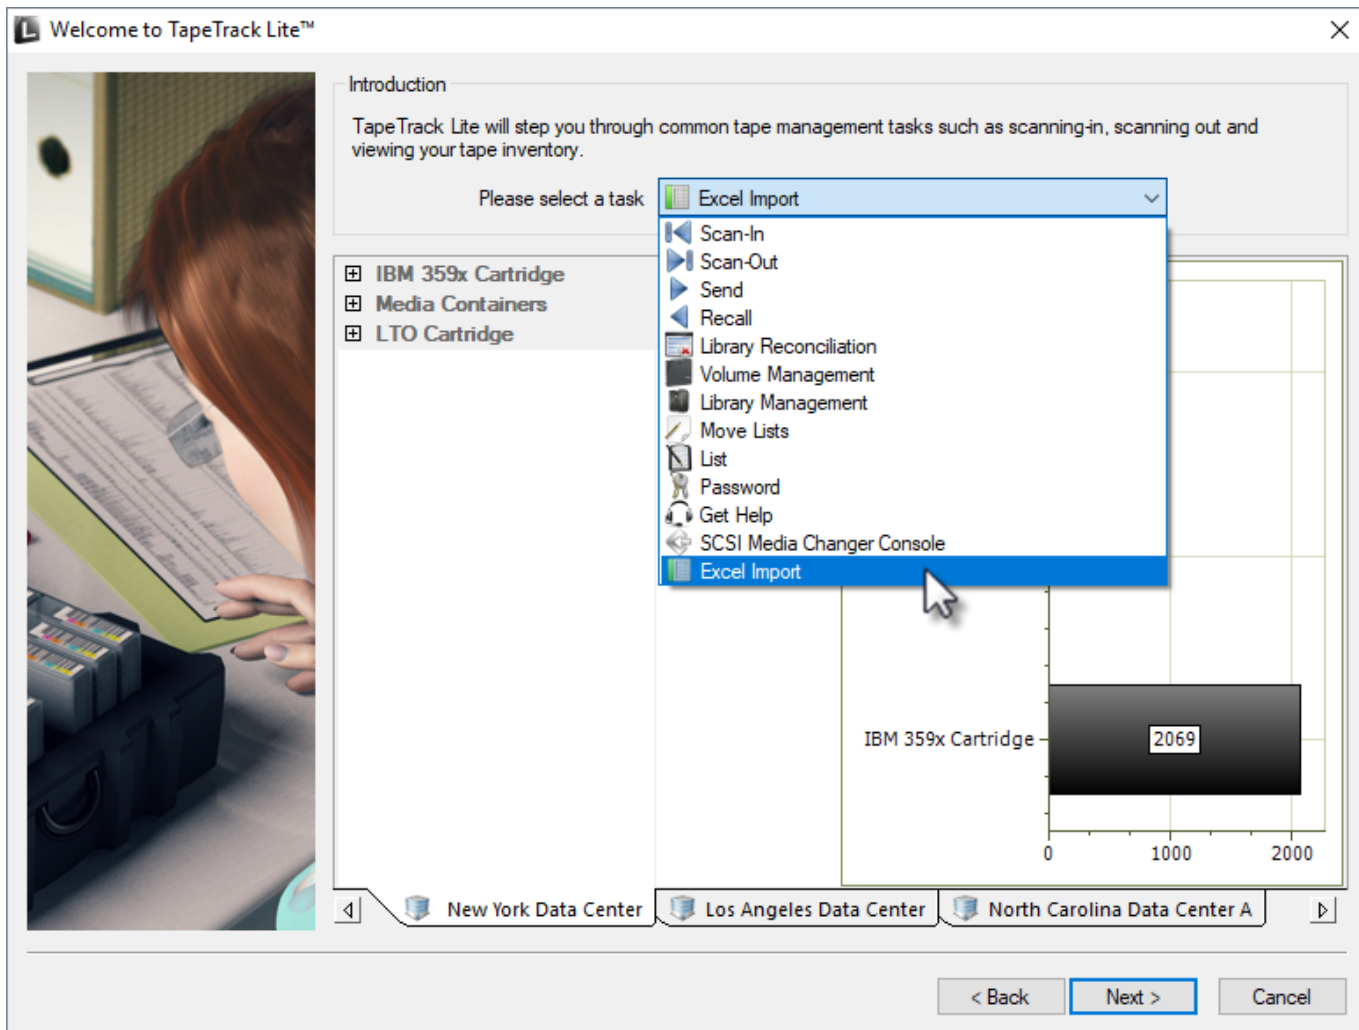 Welcome to TapeTrack Lite™
Introduction
TapeTrack Lite will step you through common tape management tasks such as scanning-in, scanning out and
viewing your tape inventory.
Please select a task
Excel Import
Scan-In
Scan-Out
Send
Recall
Library Reconciliation
Volume Management
Library Management
Move Lists
List
Password
Get Help
SCSI Media Changer Console
Excel Import
IBM 359x Cartridge
Media Containers
LTO Cartridge
IBM 359x Cartridge
2069
0 1000 2000
New York Data Center
Los Angeles Data Center
North Carolina Data Center A
< Back
Next >
Cancel